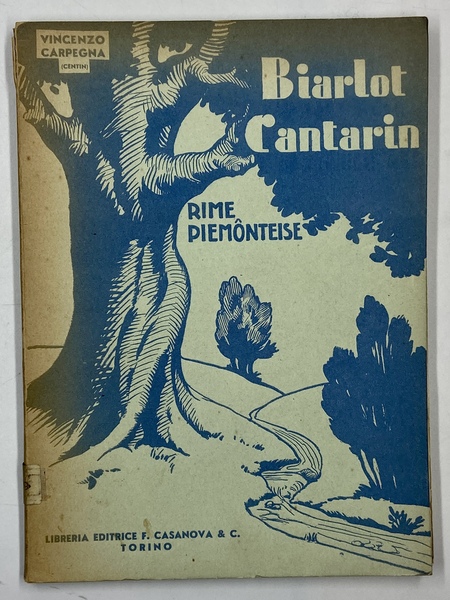 VINCENZO
CARPEGNA
(CENTIN)
Biarlot
Cantarin
RIME
PIEMÔNTEISE
LIBRERIA EDITRICE F. CASANOVA & C.
TORINO